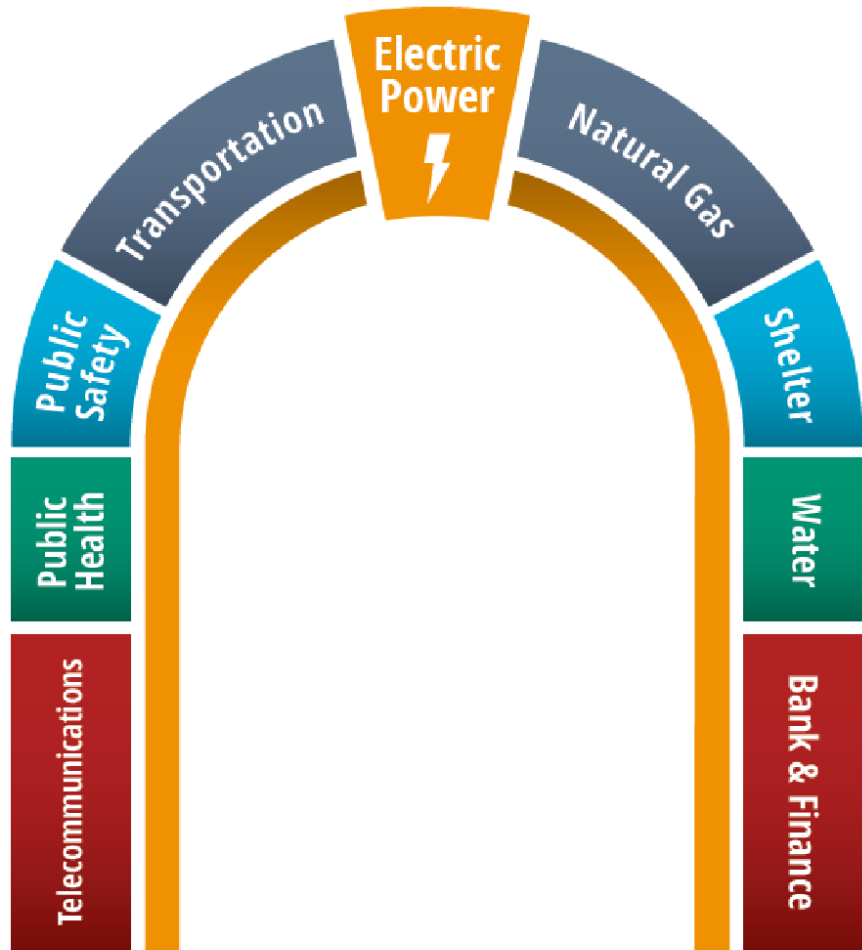 Electric
Power
Transportation
Natural Gas
Public
Safety
Shelter
Public
Health
Water
Telecommunications
Bank & Finance